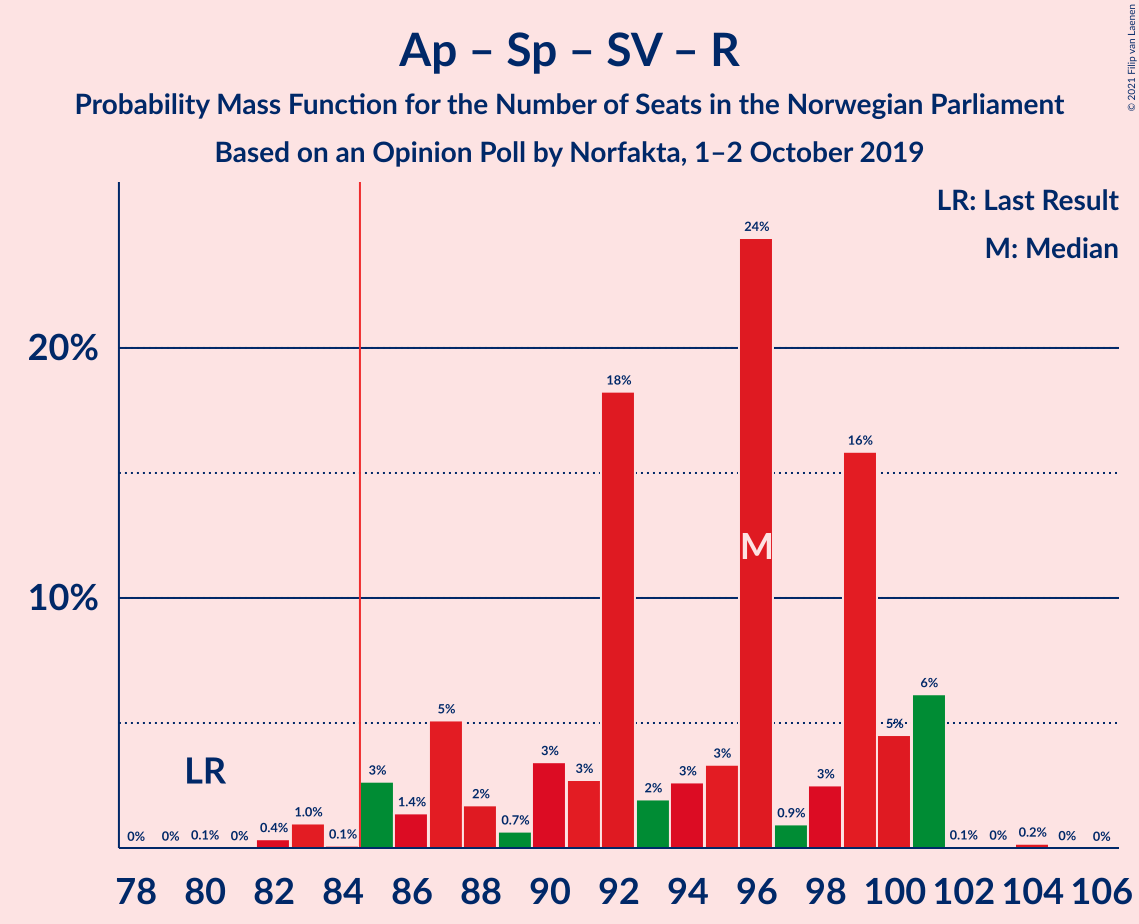 Ap – Sp – SV – R
Probability Mass Function for the Number of Seats in the Norwegian Parliament
Based on an Opinion Poll by Norfakta, 1–2 October 2019
© 2021 Filip van Laenen
LR: Last Result
M: Median
20%
10%
LR
M
0% 0% 0.1% 0% 0.4% 1.0% 0.1% 3% 1.4% 5% 2% 0.7% 3% 3% 18% 2% 3% 3% 24% 0.9% 3% 16% 5% 6% 0.1% 0% 0.2% 0% 0%
78 80 82 84 86 88 90 92 94 96 98 100 102 104 106